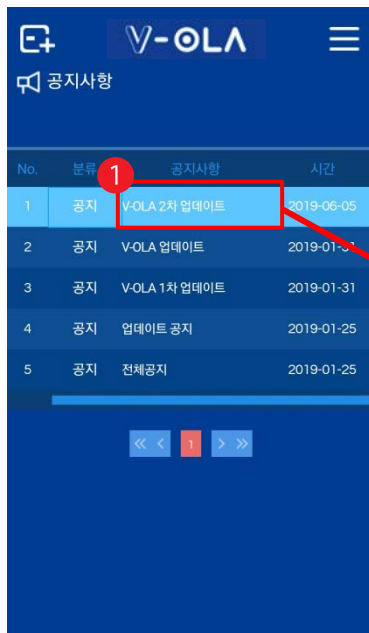 V-OLA
공지사항
No. 분류 공지사항 시간
1
1 공지 V-OLA 2차 업데이트 2019-06-05
2 공지 V-OLA 업데이트 2019-01-31
3 공지 V-OLA 1차 업데이트 2019-01-31
4 공지 업데이트 공지 2019-01-25
5 공지 전체공지 2019-01-25
« < 1 > »